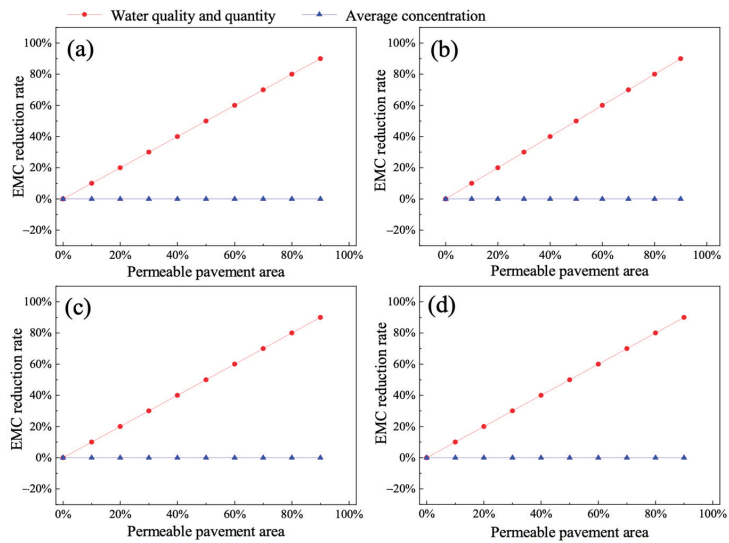 Water quality and quantity Average concentration
(a)
100%
80%
60%
40%
20%
0%
−20%
EMC reduction rate
0% 20% 40% 60% 80% 100%
Permeable pavement area
(b)
100%
80%
60%
40%
20%
0%
−20%
EMC reduction rate
0% 20% 40% 60% 80% 100%
Permeable pavement area
(c)
100%
80%
60%
40%
20%
0%
−20%
EMC reduction rate
0% 20% 40% 60% 80% 100%
Permeable pavement area
(d)
100%
80%
60%
40%
20%
0%
−20%
EMC reduction rate
0% 20% 40% 60% 80% 100%
Permeable pavement area